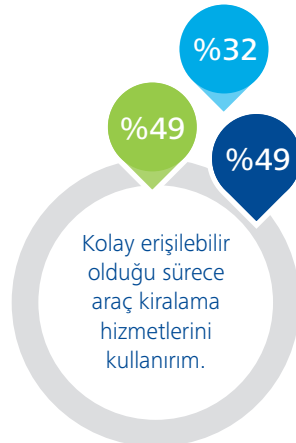 %32
%49
%49
Kolay erişilebilir
olduğu sürece
araç kiralama
hizmetlerini
kullanırım.